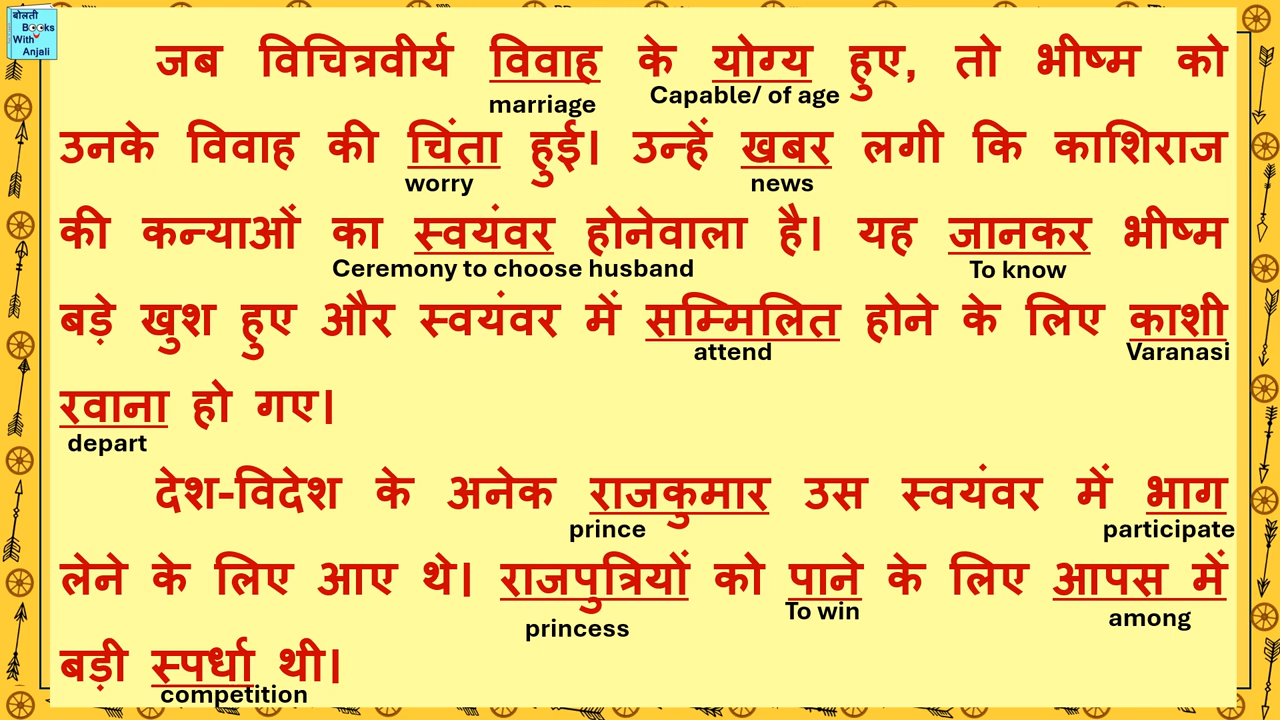 बोलती
Books
With
Anjali
जब विचित्रवीर्य विवाह के योग्य हुए, तो भीष्म को
marriage Capable/ of age
उनके विवाह की चिंता हुई। उन्हें खबर लगी कि काशिराज
worry news
की कन्याओं का स्वयंवर होनेवाला है। यह जानकर भीष्म
Ceremony to choose husband To know
बड़े खुश हुए और स्वयंवर में सम्मिलित होने के लिए काशी
attend Varanasi
रवाना हो गए।
depart
देश-विदेश के अनेक राजकुमार उस स्वयंवर में भाग
prince participate
लेने के लिए आए थे। राजपुत्रियों को पाने के लिए आपस में
princess To win among
बड़ी स्पर्धा थी।
competition